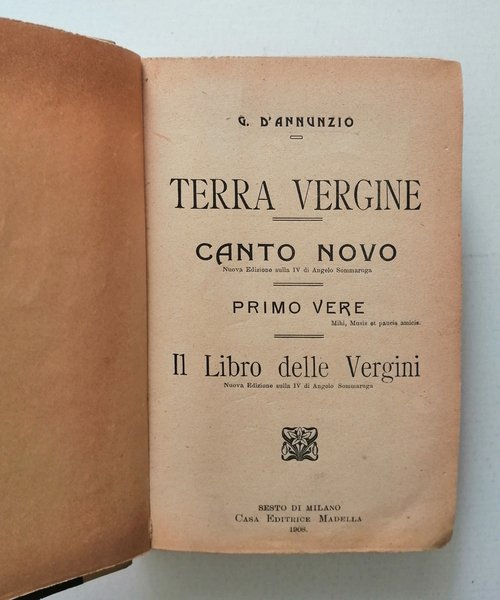 G. D'ANNUNZIO
TERRA VERGINE
CANTO NOVO
Nuova Edizione sulla IV di Angelo Sommaruga
PRIMO VERE
Mihi, Musis et paucis amicis.
Il Libro delle Vergini
Nuova Edizione sulla IV di Angelo Sommaruga
SESTO DI MILANO
CASA EDITRICE MADELLA
1908.